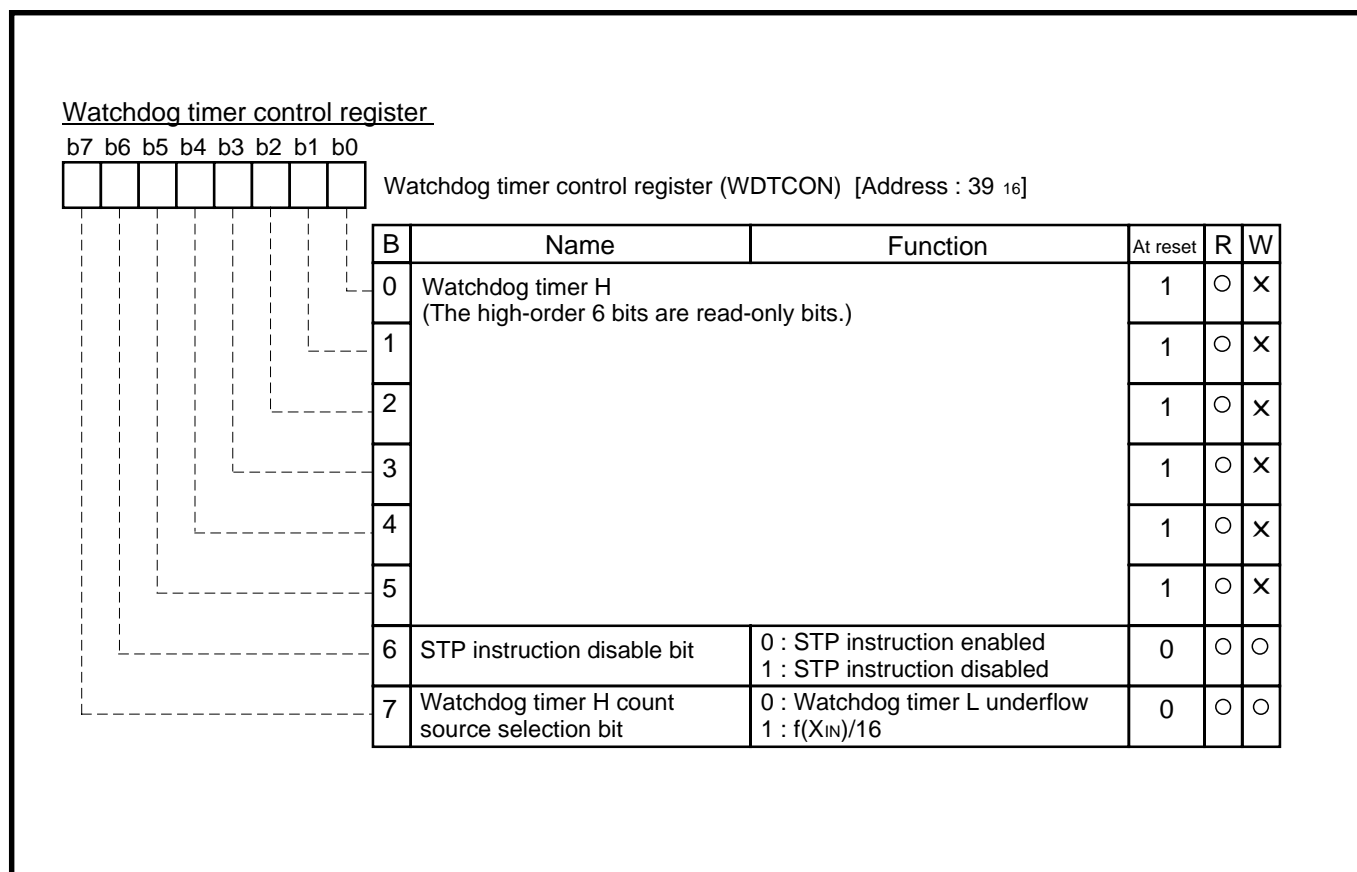 Watchdog timer control register
b7 b6 b5 b4 b3 b2 b1 b0
Watchdog timer control register (WDTCON) [Address : 39 16]
B Name Function At reset R W
0 Watchdog timer H 1 ○ ×
(The high-order 6 bits are read-only bits.)
1 1 ○ ×
2 1 ○ ×
3 1 ○ ×
4 1 ○ ×
5 1 ○ ×
6 STP instruction disable bit 0 : STP instruction enabled 0 ○ ○
1 : STP instruction disabled
7 Watchdog timer H count 0 : Watchdog timer L underflow 0 ○ ○
source selection bit 1 : f(XIN)/16